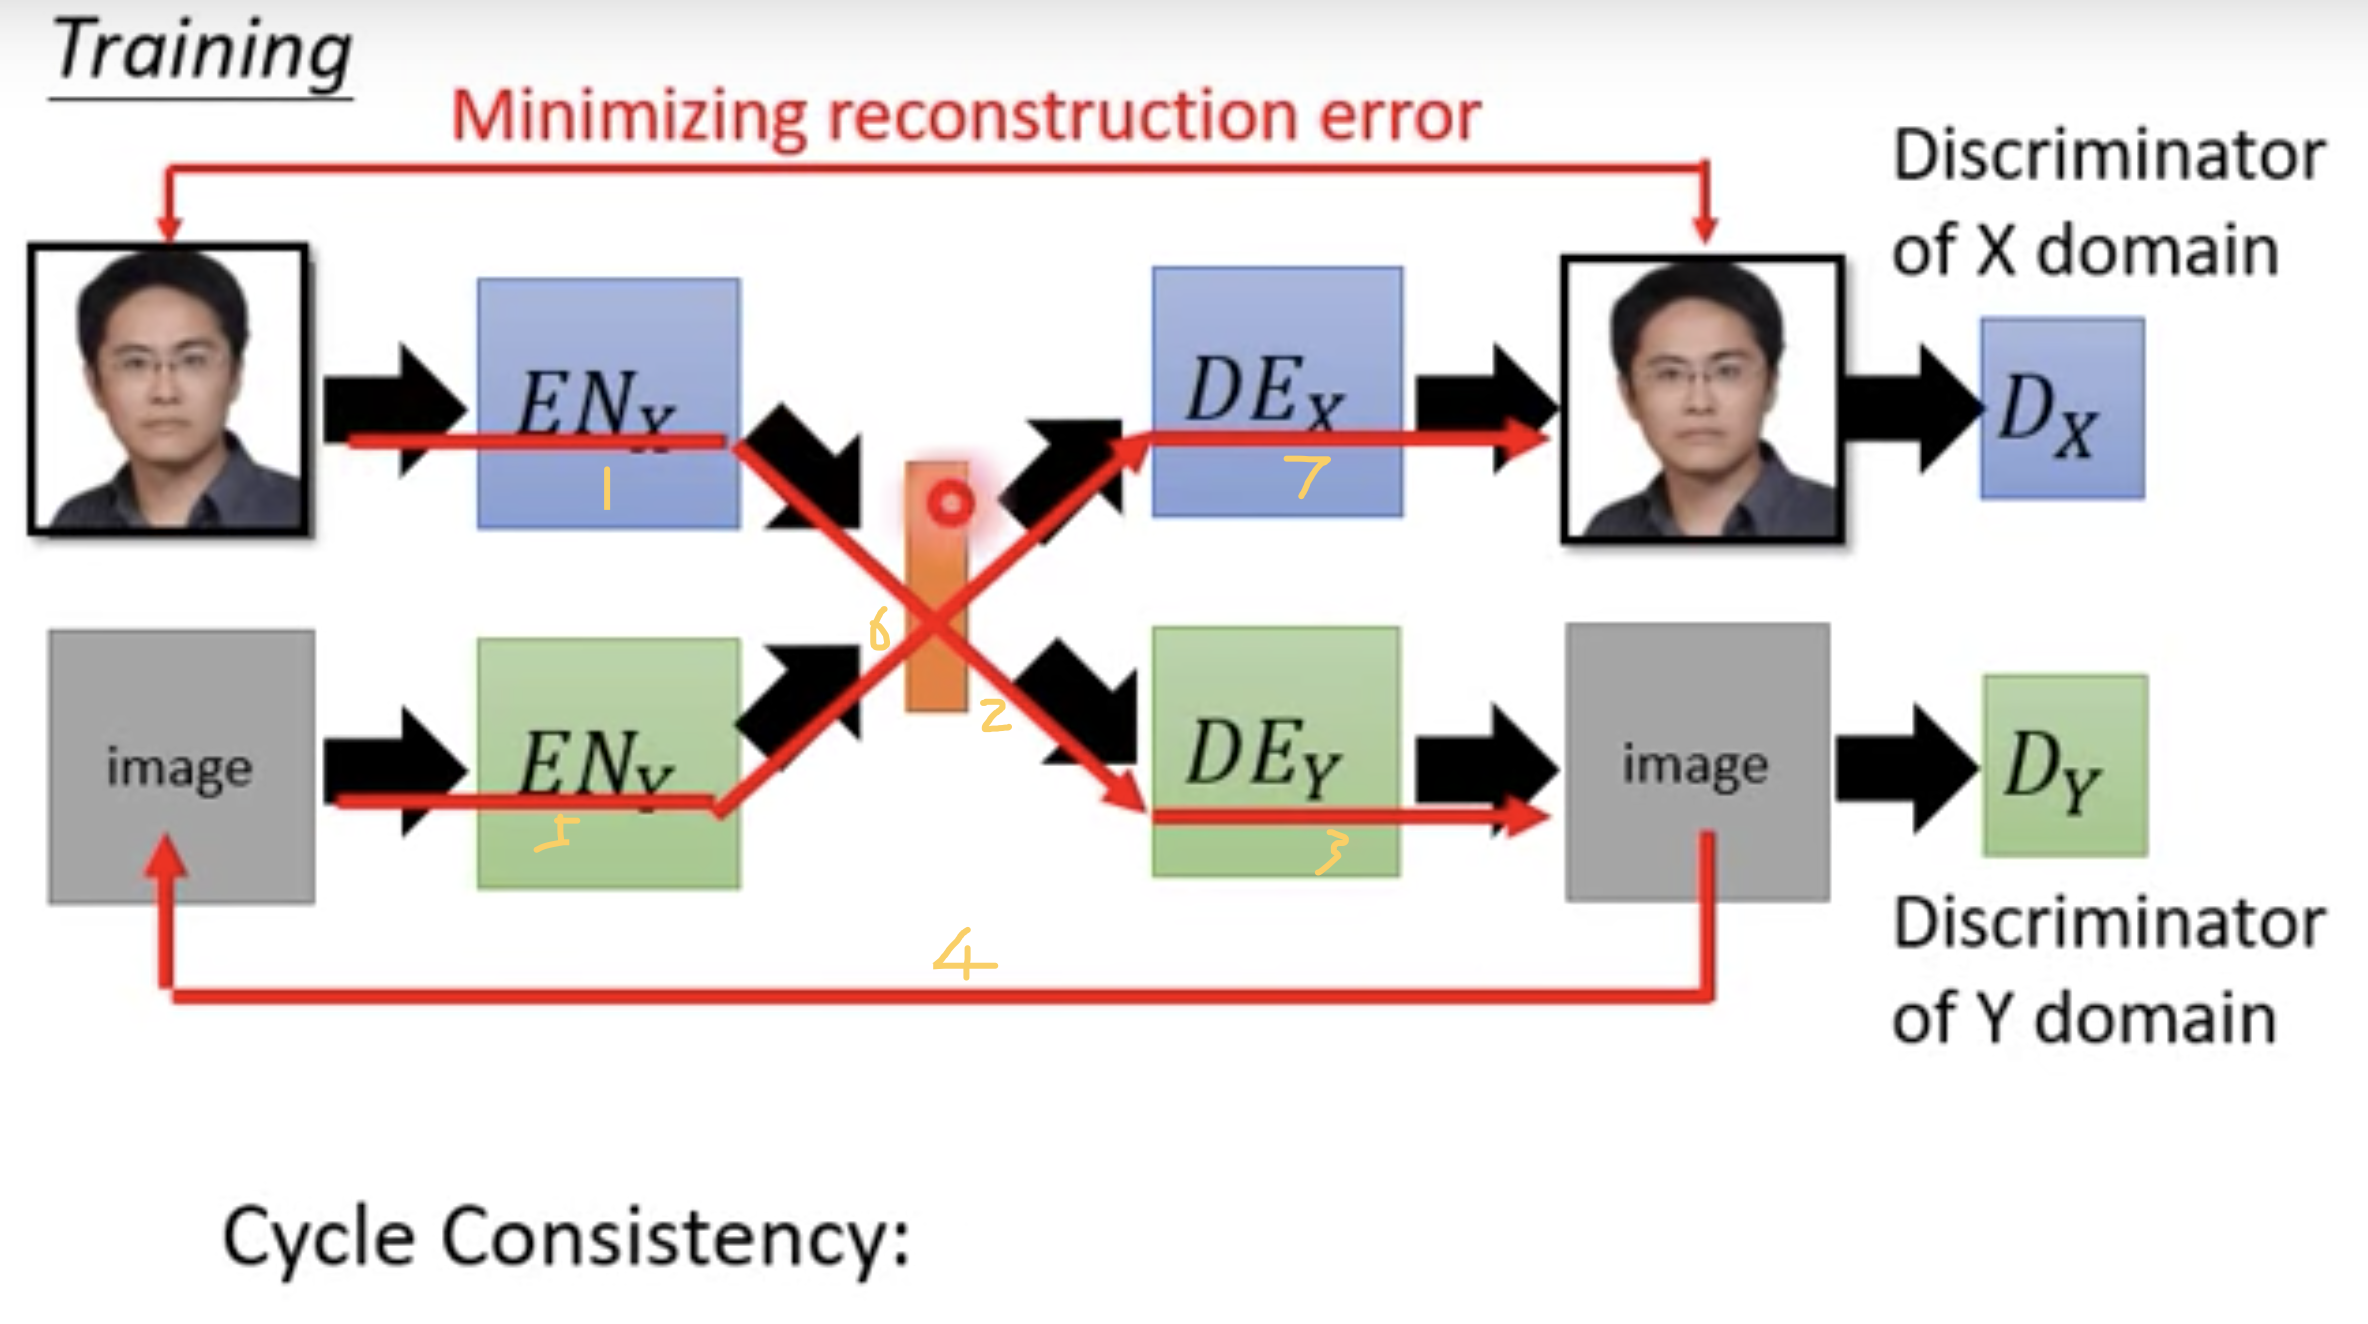 Training
Minimizing reconstruction error
Discriminator
of X domain
EN_X
DE_X
D_X
1
7
6
2
image
EN_Y
DE_Y
image
D_Y
5
3
4
Discriminator
of Y domain
Cycle Consistency: